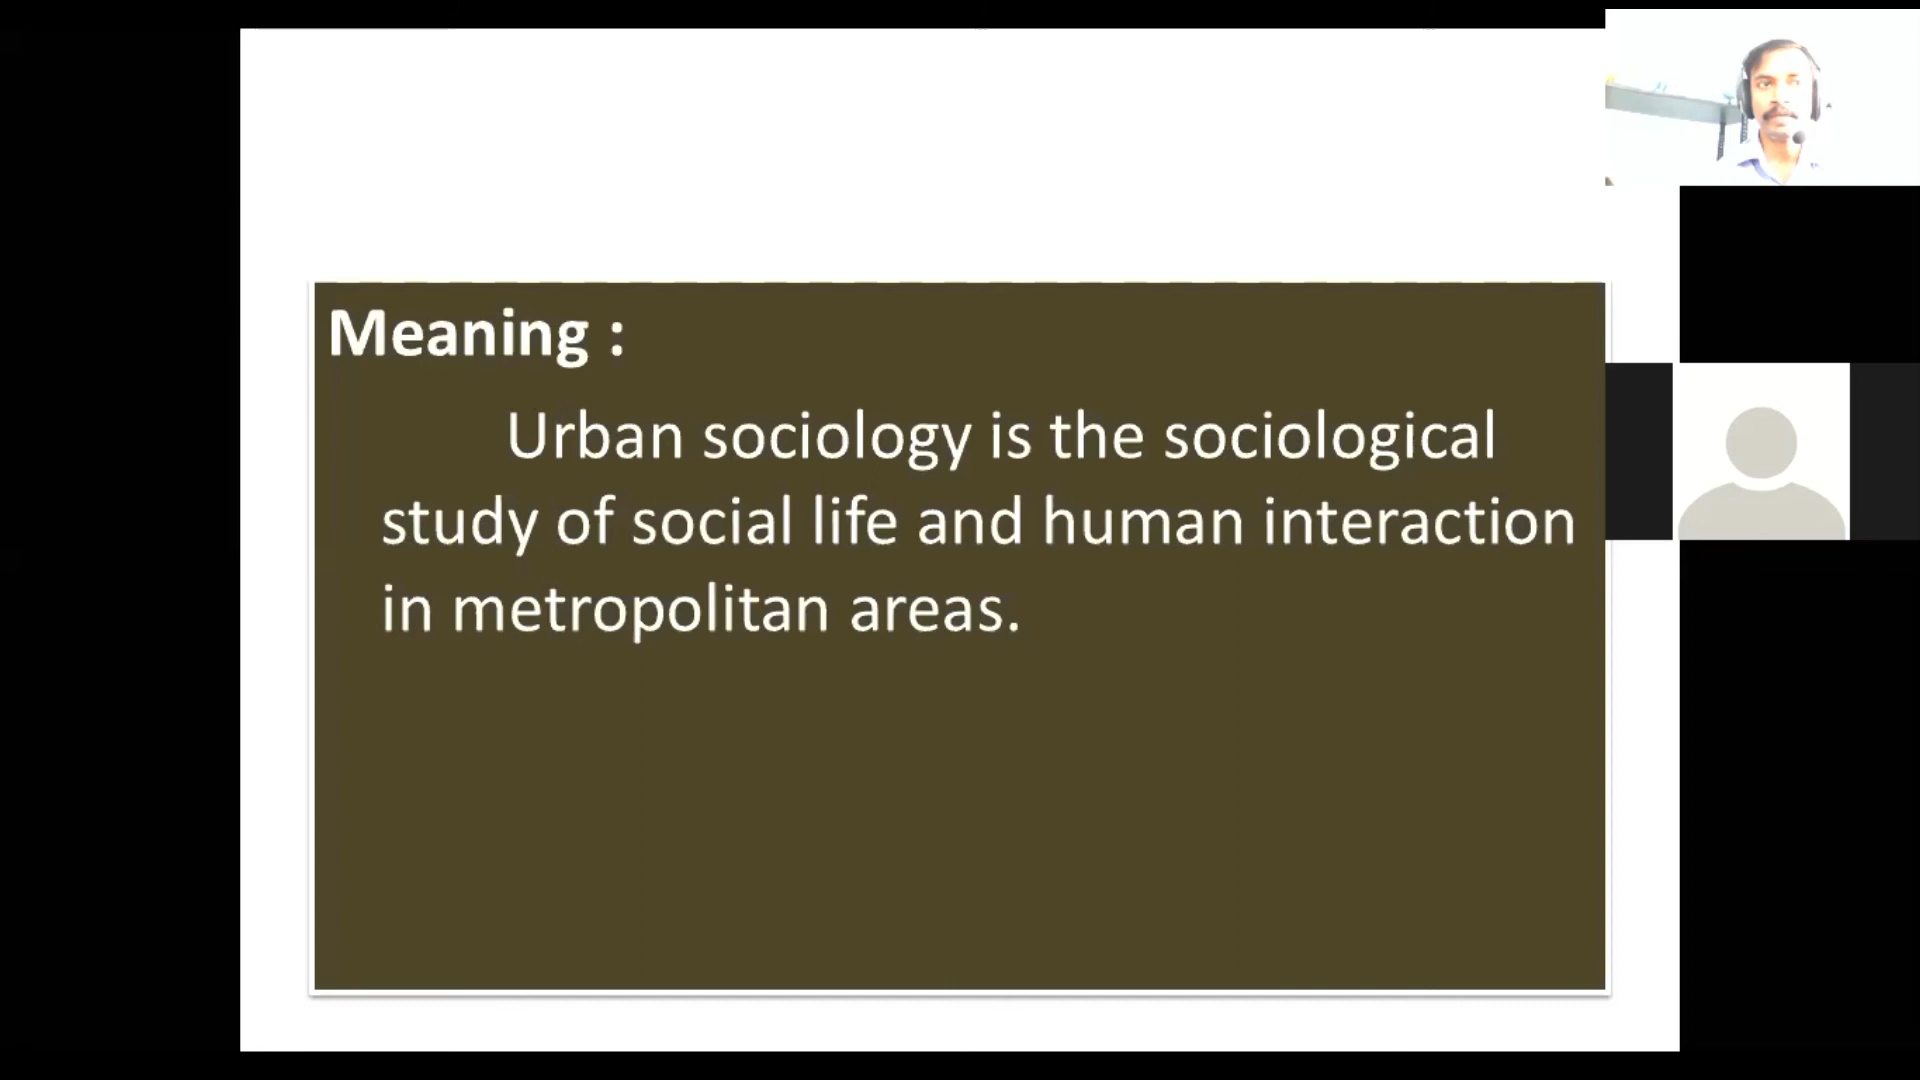 Meaning :
Urban sociology is the sociological
study of social life and human interaction
in metropolitan areas.